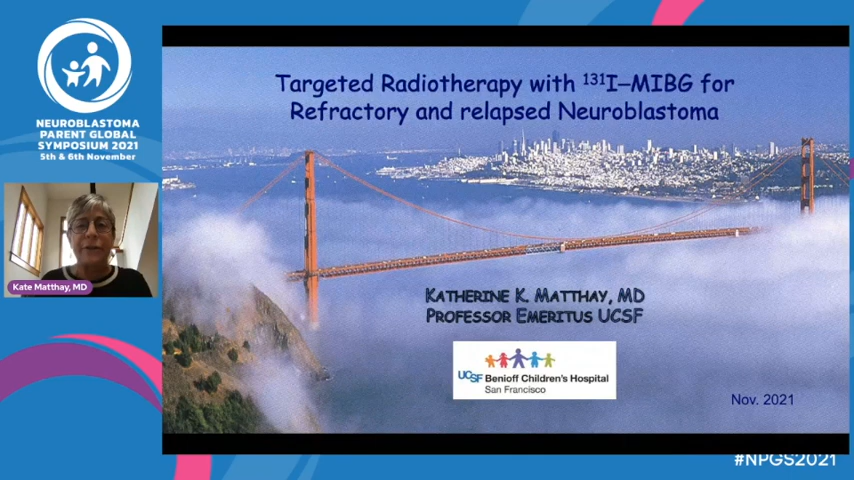 NEUROBLASTOMA
PARENT GLOBAL
SYMPOSIUM 2021
5th & 6th November
Kate Matthay, MD
Targeted Radiotherapy with ¹³¹I–MIBG for
Refractory and relapsed Neuroblastoma
KATHERINE K. MATTHAY, MD
PROFESSOR EMERITUS UCSF
UCSF Benioff Children's Hospital
San Francisco
Nov. 2021
#NPGS2021